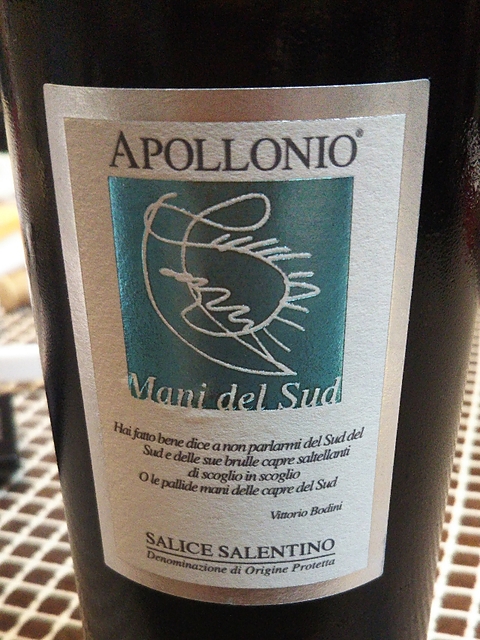 APOLLONIO®
Mani del Sud
Hai fatto bene dice a non parlarmi del Sud del
Sud e delle sue brulle capre saltellanti
di scoglio in scoglio
O le pallide mani delle capre del Sud
Vittorio Bodini
SALICE SALENTINO
Denominazione di Origine Protetta